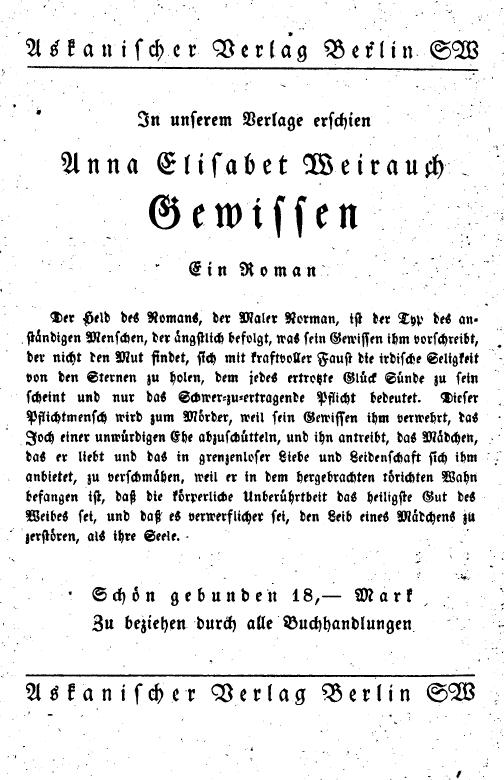 Askanischer Verlag Berlin SW
In unserem Verlage erschien
Anna Elisabet Weirauch
Gewissen
Ein Roman
Der Held des Romans, der Maler Norman, ist der Typ des an-
ständigen Menschen, der ängstlich befolgt, was sein Gewissen ihm vorschreibt,
der nicht den Mut findet, sich mit kraftvoller Faust die irdische Seligkeit
von den Sternen zu holen, dem jedes ertrotzte Glück Sünde zu sein
scheint und nur das Schwer-zu-ertragende Pflicht bedeutet. Dieser
Pflichtmensch wird zum Mörder, weil sein Gewissen ihm verwehrt, das
Joch einer unwürdigen Ehe abzuschütteln, und ihn antreibt, das Mädchen,
das er liebt und das in grenzenloser Liebe und Leidenschaft sich ihm
anbietet, zu verschmähen, weil er in dem hergebrachten törichten Wahn
befangen ist, daß die körperliche Unberührtheit das heiligste Gut des
Weibes sei, und daß es verwerflicher sei, den Leib eines Mädchens zu
zerstören, als ihre Seele.
Schön gebunden 18,— Mark
Zu beziehen durch alle Buchhandlungen
Askanischer Verlag Berlin SW